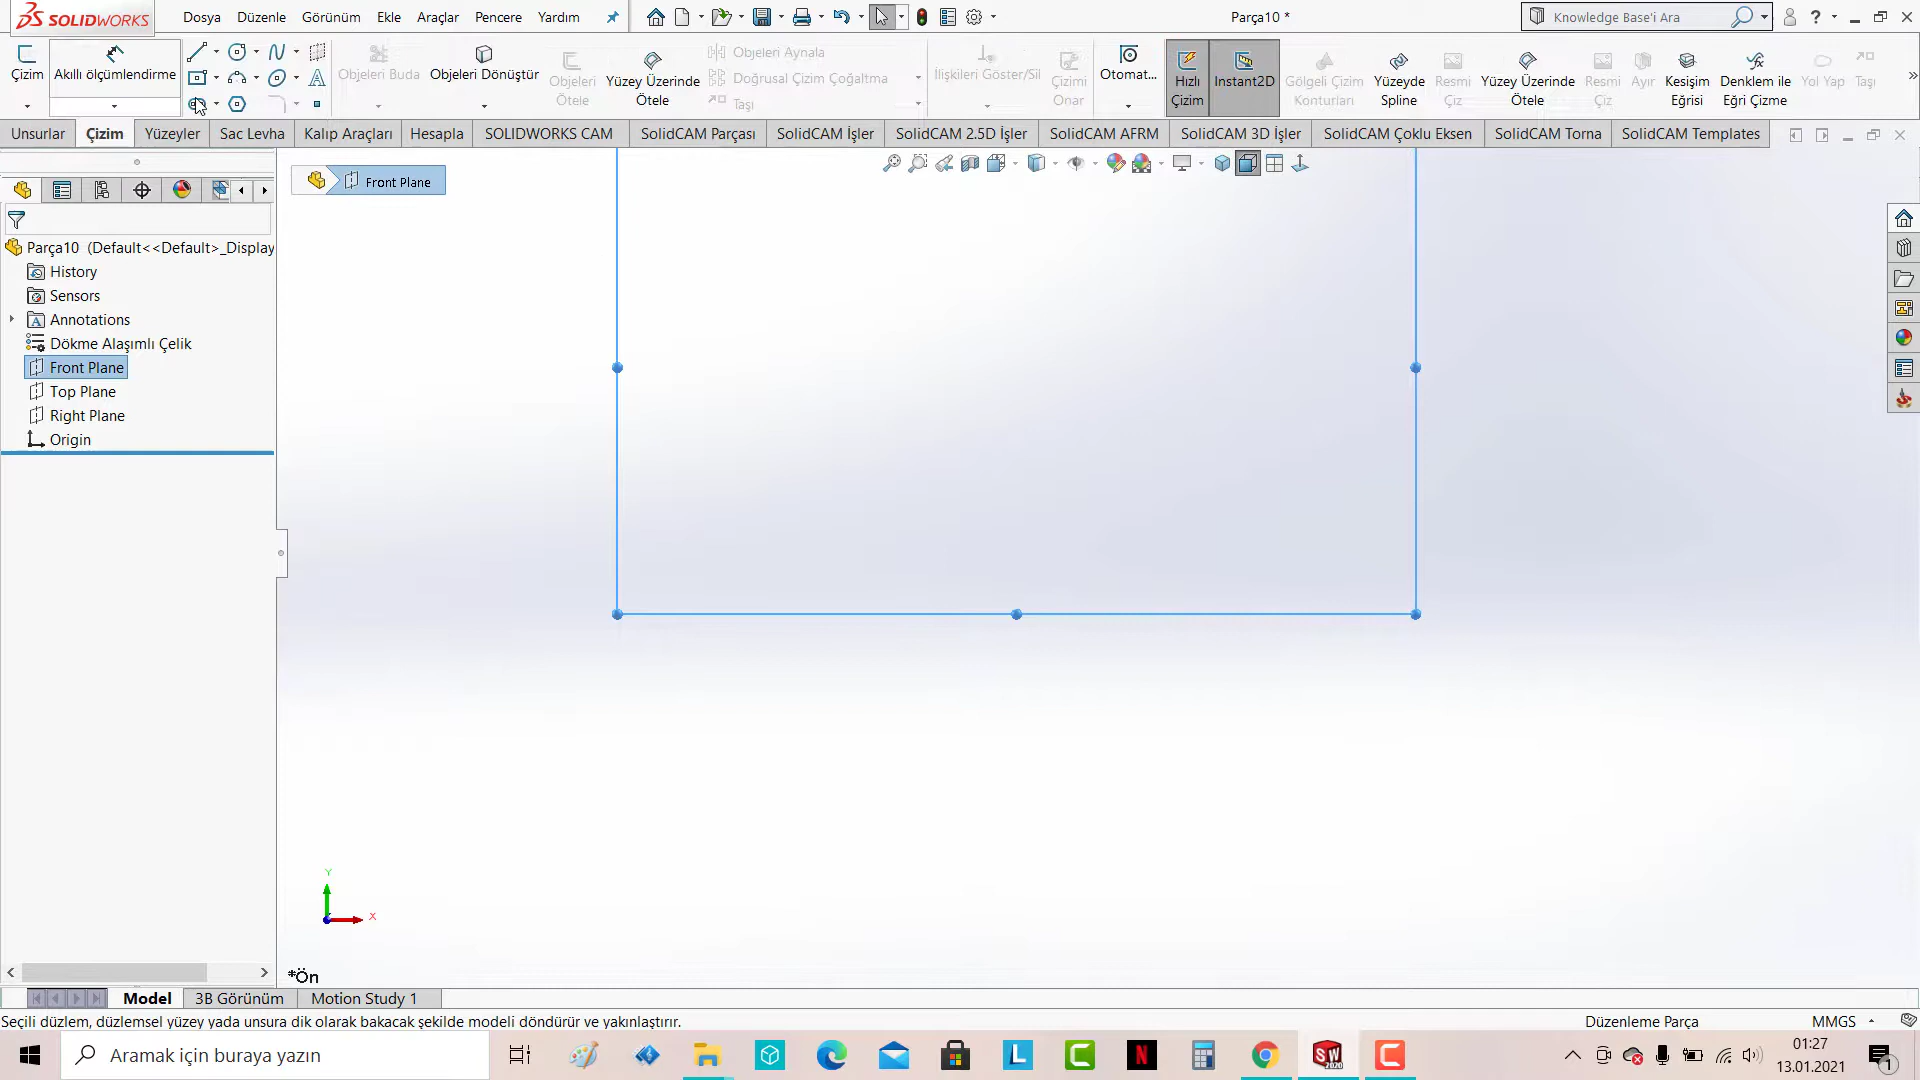 SOLIDWORKS
Dosya Düzenle Görünüm Ekle Araçlar Pencere Yardım
Parça10 *
Knowledge Base'i Ara
Çizim
Akıllı ölçümlendirme
Objeleri Buda
Objeleri Dönüştür
Objeleri Ötele
Yüzey Üzerinde Ötele
Objeleri Aynala
Doğrusal Çizim Çoğaltma
Taşı
İlişkileri Göster/Sil
Çizimi Onar
Otomat...
Hızlı Çizim
Instant2D
Gölgeli Çizim Konturları
Yüzeyde Spline
Resmi Çiz
Yüzey Üzerinde Ötele
Resmi Çiz
Ayır
Kesişim Eğrisi
Denklem ile Eğri Çizme
Yol Yap
Taşı
Unsurlar Çizim Yüzeyler Sac Levha Kalıp Araçları Hesapla SOLIDWORKS CAM SolidCAM Parçası SolidCAM İşler SolidCAM 2.5D İşler SolidCAM AFRM SolidCAM 3D İşler SolidCAM Çoklu Eksen SolidCAM Torna SolidCAM Templates
Front Plane
Parça10 (Default<<Default>_Display
History
Sensors
Annotations
Dökme Alaşımlı Çelik
Front Plane
Top Plane
Right Plane
Origin
Y
X
*Ön
Model 3B Görünüm Motion Study 1
Seçili düzlem, düzlemsel yüzey yada unsura dik olarak bakacak şekilde modeli döndürür ve yakınlaştırır.
Düzenleme Parça
MMGS
Aramak için buraya yazın
L
C
N
SW
2020
C
01:27
13.01.2021
1